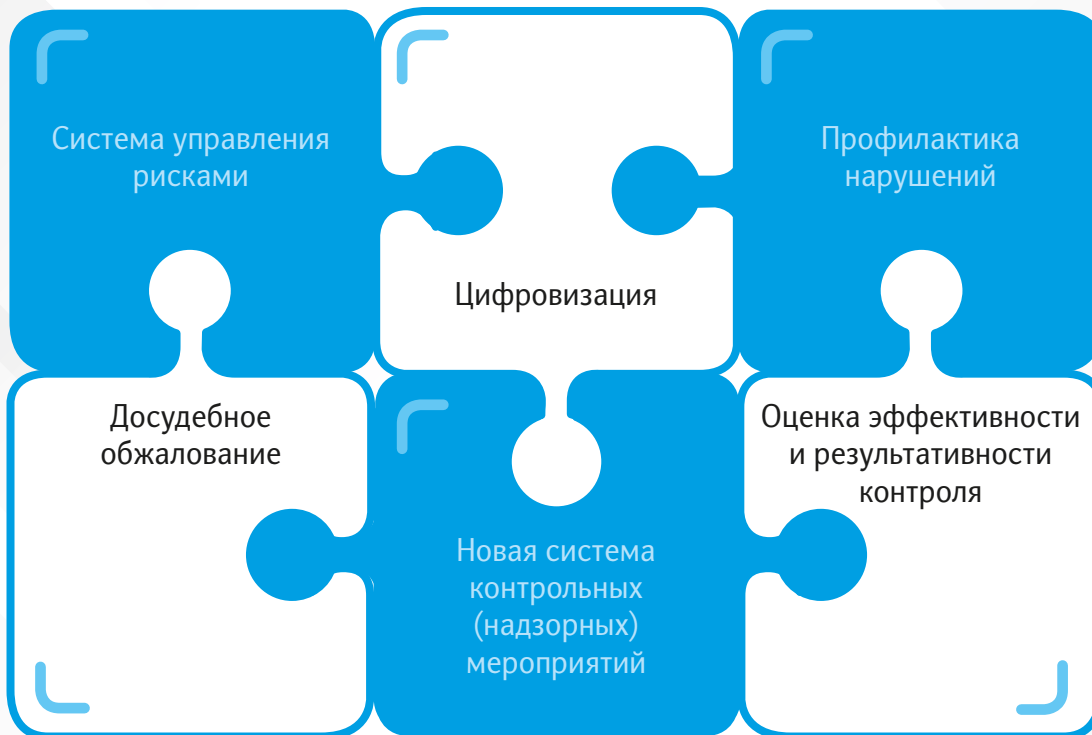 Система управления
рисками
Цифровизация
Профилактика
нарушений
Досудебное
обжалование
Новая система
контрольных
(надзорных)
мероприятий
Оценка эффективности
и результативности
контроля